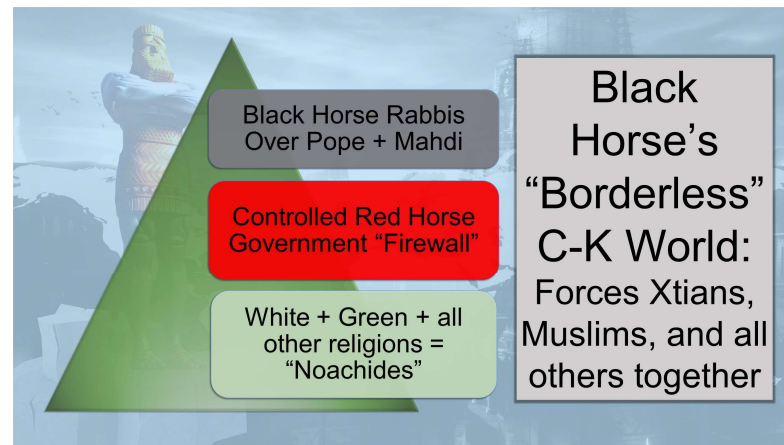 Black Horse Rabbis
Over Pope + Mahdi
Controlled Red Horse
Government “Firewall”
White + Green + all
other religions =
“Noachides”
Black
Horse’s
“Borderless”
C-K World:
Forces Xtians,
Muslims, and all
others together